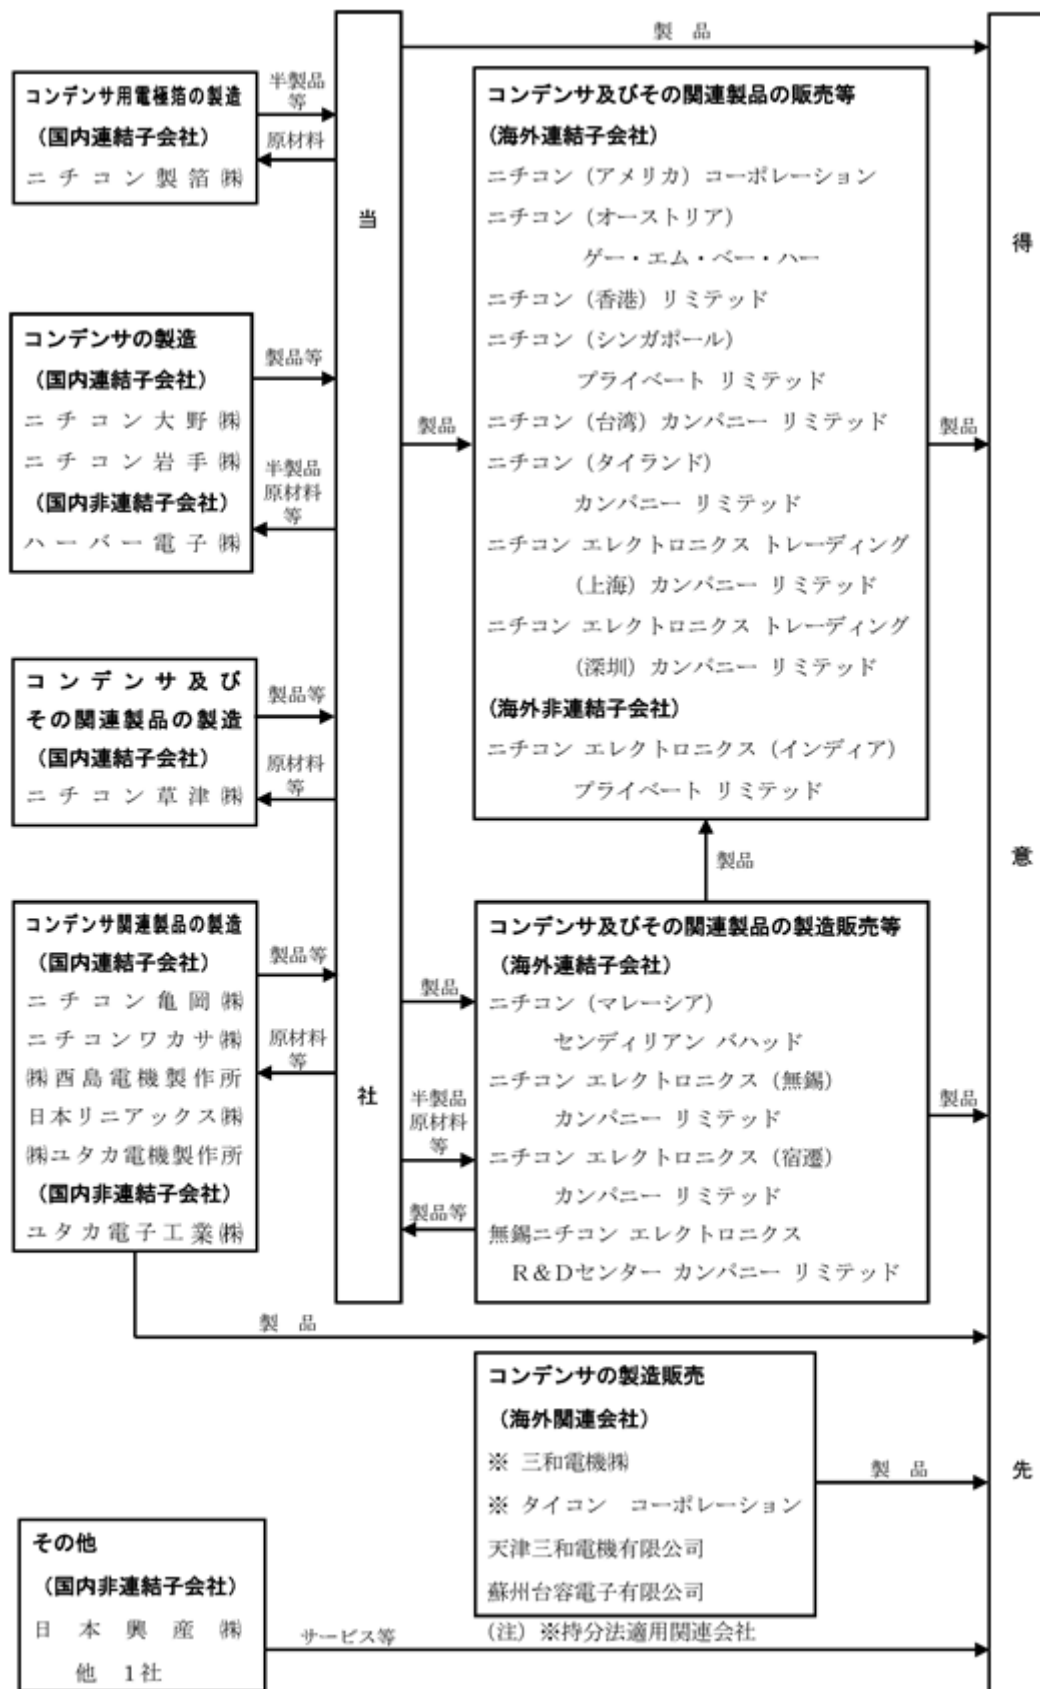 コンデンサ用電極箔の製造
(国内連結子会社)
ニチコン製箔㈱
半製品
等
原材料
コンデンサの製造
(国内連結子会社)
ニチコン大野㈱
ニチコン岩手㈱
(国内非連結子会社)
ハーバー電子㈱
製品等
半製品
原材料
等
コンデンサ及び
その関連製品の製造
(国内連結子会社)
ニチコン草津㈱
製品等
原材料
等
コンデンサ関連製品の製造
(国内連結子会社)
ニチコン亀岡㈱
ニチコンワカサ㈱
㈱酉島電機製作所
日本リニアックス㈱
㈱ユタカ電機製作所
(国内非連結子会社)
ユタカ電子工業㈱
製品等
原材料
等
製 品
当
社
製 品
製品
コンデンサ及びその関連製品の販売等
(海外連結子会社)
ニチコン(アメリカ)コーポレーション
ニチコン(オーストリア)
ゲー・エム・ベー・ハー
ニチコン(香港)リミテッド
ニチコン(シンガポール)
プライベート リミテッド
ニチコン(台湾)カンパニー リミテッド
ニチコン(タイランド)
カンパニー リミテッド
ニチコン エレクトロニクス トレーディング
(上海)カンパニー リミテッド
ニチコン エレクトロニクス トレーディング
(深圳)カンパニー リミテッド
(海外非連結子会社)
ニチコン エレクトロニクス(インディア)
プライベート リミテッド
製品
製品
製品
半製品
原材料
等
製品等
コンデンサ及びその関連製品の製造販売等
(海外連結子会社)
ニチコン(マレーシア)
センディリアン バハッド
ニチコン エレクトロニクス(無錫)
カンパニー リミテッド
ニチコン エレクトロニクス(宿遷)
カンパニー リミテッド
無錫ニチコン エレクトロニクス
R&Dセンター カンパニー リミテッド
製品
コンデンサの製造販売
(海外関連会社)
※ 三和電機㈱
※ タイコン コーポレーション
天津三和電機有限公司
蘇州台容電子有限公司
(注)※持分法適用関連会社
製 品
その他
(国内非連結子会社)
日本興産㈱
他 1社
サービス等
得
意
先